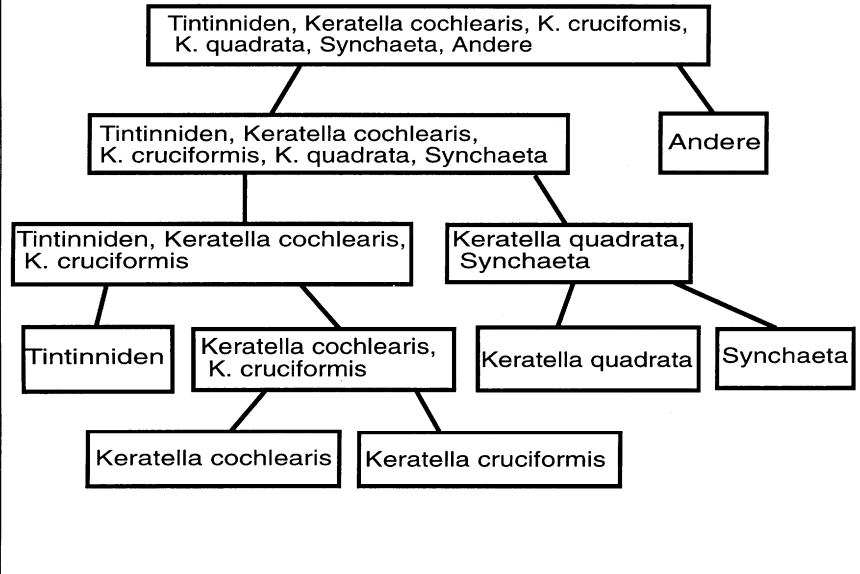 Tintinniden, Keratella cochlearis, K. crucifomis,
K. quadrata, Synchaeta, Andere
Tintinniden, Keratella cochlearis,
K. cruciformis, K. quadrata, Synchaeta
Andere
Tintinniden, Keratella cochlearis,
K. cruciformis
Keratella quadrata,
Synchaeta
Tintinniden
Keratella cochlearis,
K. cruciformis
Keratella quadrata
Synchaeta
Keratella cochlearis
Keratella cruciformis